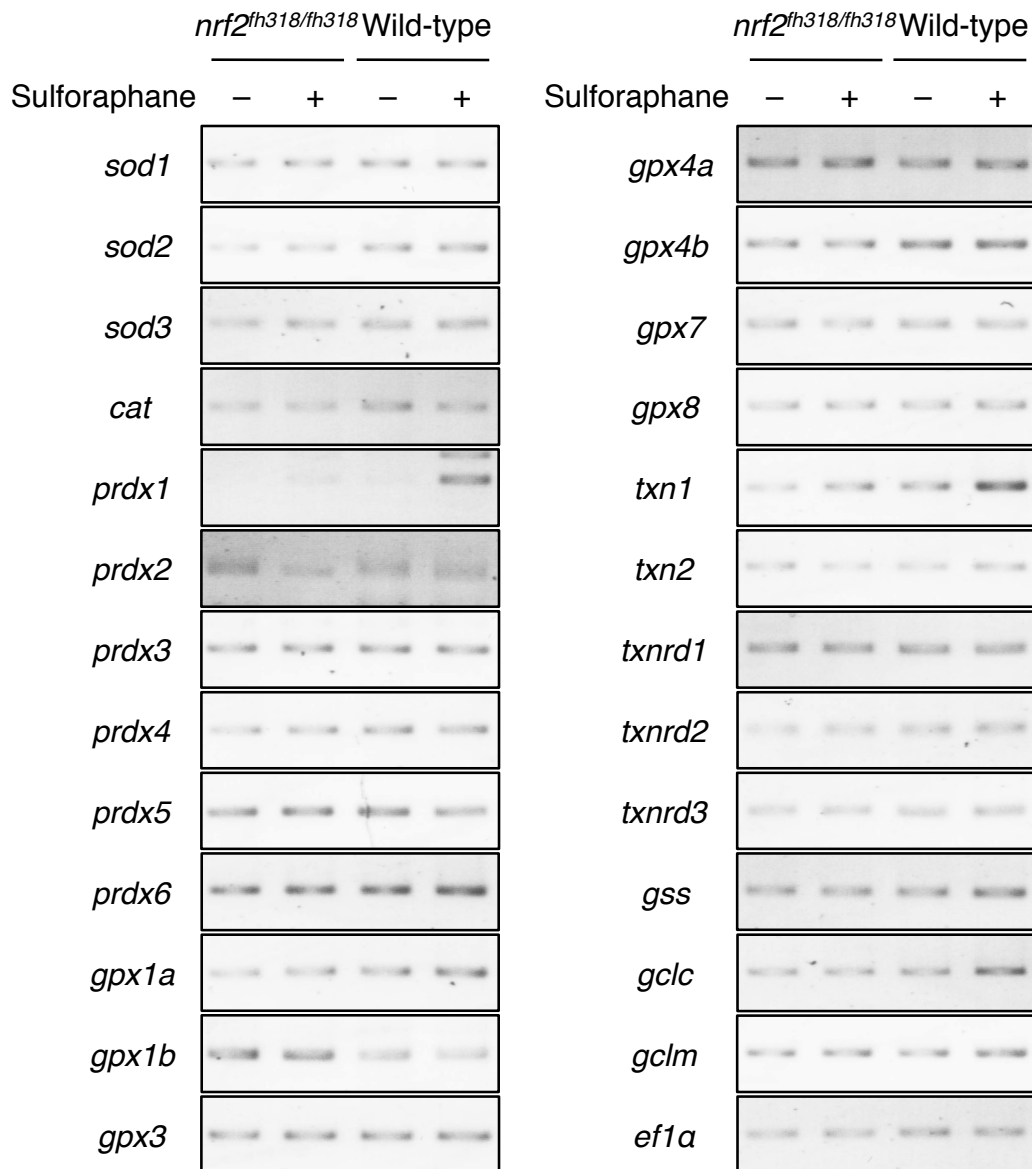 nrf2fh318/fh318 Wild-type
Sulforaphane – + – +
sod1
sod2
sod3
cat
prdx1
prdx2
prdx3
prdx4
prdx5
prdx6
gpx1a
gpx1b
gpx3
nrf2fh318/fh318 Wild-type
Sulforaphane – + – +
gpx4a
gpx4b
gpx7
gpx8
txn1
txn2
txnrd1
txnrd2
txnrd3
gss
gclc
gclm
ef1α